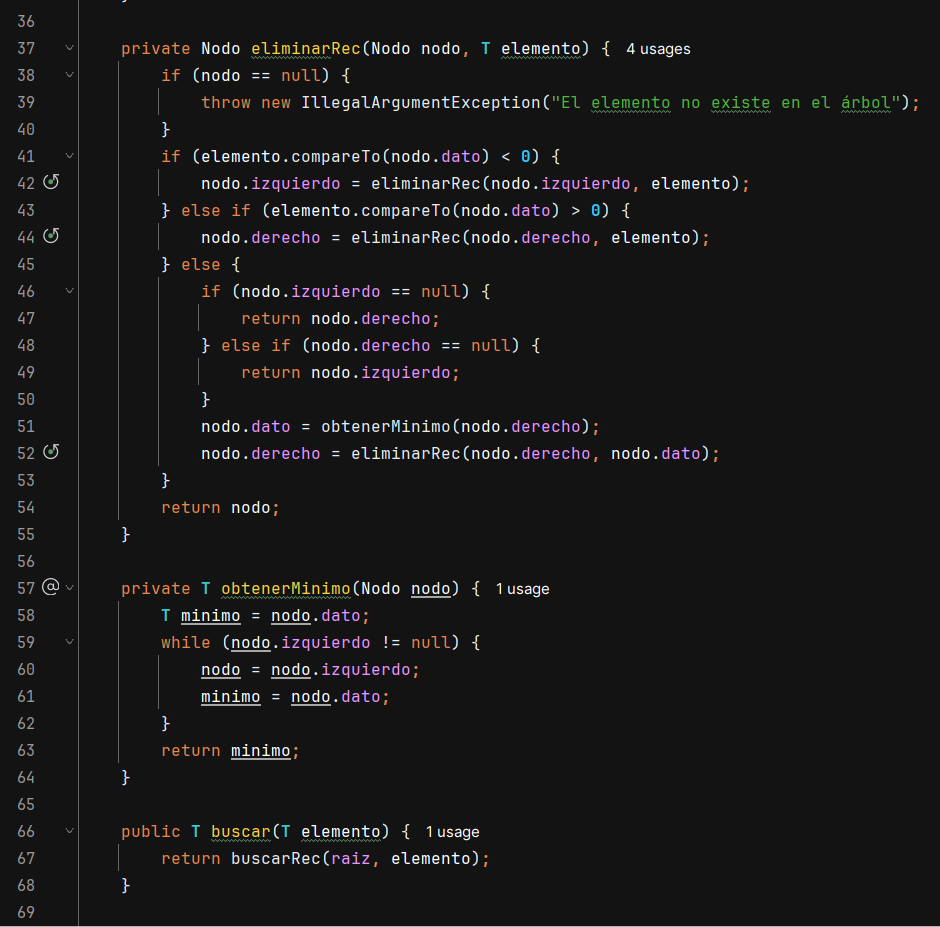 36
37 private Nodo eliminarRec(Nodo nodo, T elemento) { 4 usages
38 if (nodo == null) {
39 throw new IllegalArgumentException("El elemento no existe en el árbol");
40 }
41 if (elemento.compareTo(nodo.dato) < 0) {
42 nodo.izquierdo = eliminarRec(nodo.izquierdo, elemento);
43 } else if (elemento.compareTo(nodo.dato) > 0) {
44 nodo.derecho = eliminarRec(nodo.derecho, elemento);
45 } else {
46 if (nodo.izquierdo == null) {
47 return nodo.derecho;
48 } else if (nodo.derecho == null) {
49 return nodo.izquierdo;
50 }
51 nodo.dato = obtenerMinimo(nodo.derecho);
52 nodo.derecho = eliminarRec(nodo.derecho, nodo.dato);
53 }
54 return nodo;
55 }
56
57 @ private T obtenerMinimo(Nodo nodo) { 1 usage
58 T minimo = nodo.dato;
59 while (nodo.izquierdo != null) {
60 nodo = nodo.izquierdo;
61 minimo = nodo.dato;
62 }
63 return minimo;
64 }
65
66 public T buscar(T elemento) { 1 usage
67 return buscarRec(raiz, elemento);
68 }
69